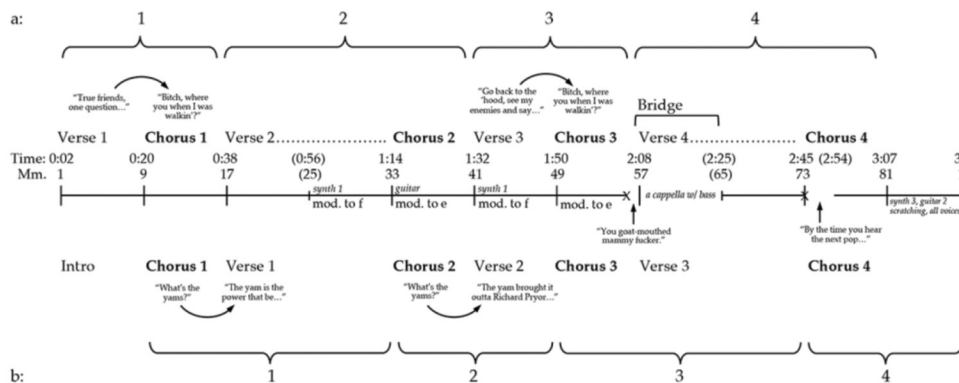 a:
1 2 3 4
"True friends, one question..."
"Bitch, where you when I was walkin'?"
"Go back to the 'hood, see my enemies and say..."
"Bitch, where you when I was walkin'?"
Bridge
Verse 1 Chorus 1 Verse 2........................ Chorus 2 Verse 3 Chorus 3 Verse 4........................ Chorus 4
Time: 0:02 0:20 0:38 (0:56) 1:14 1:32 1:50 2:08 (2:25) 2:45 (2:54) 3:07 3
Mm. 1 9 17 (25) 33 41 49 57 (65) 73 81
synth 1 guitar synth 1 a cappella w/ bass
mod. to f mod. to e mod. to f mod. to e
synth 3, guitar 2
scratching, all voices
"You goat-mouthed
mammy fucker."
"By the time you hear
the next pop..."
Intro Chorus 1 Verse 1 Chorus 2 Verse 2 Chorus 3 Verse 3 Chorus 4
"What's the yams?"
"The yam is the power that be..."
"What's the yams?"
"The yam brought it outta Richard Pryor..."
b:
1 2 3 4